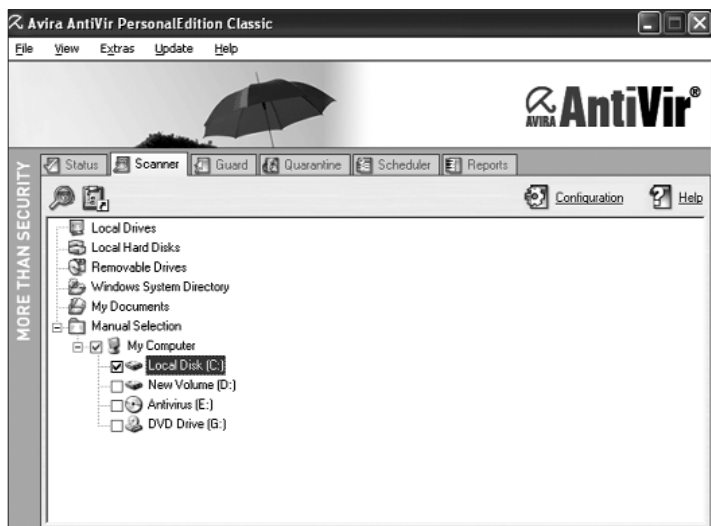 Avira AntiVir PersonalEdition Classic
File View Extras Update Help
AVIRA AntiVir®
MORE THAN SECURITY
Status Scanner Guard Quarantine Scheduler Reports
Configuration Help
Local Drives
Local Hard Disks
Removable Drives
Windows System Directory
My Documents
Manual Selection
My Computer
Local Disk (C:)
New Volume (D:)
Antivirus (E:)
DVD Drive (G:)